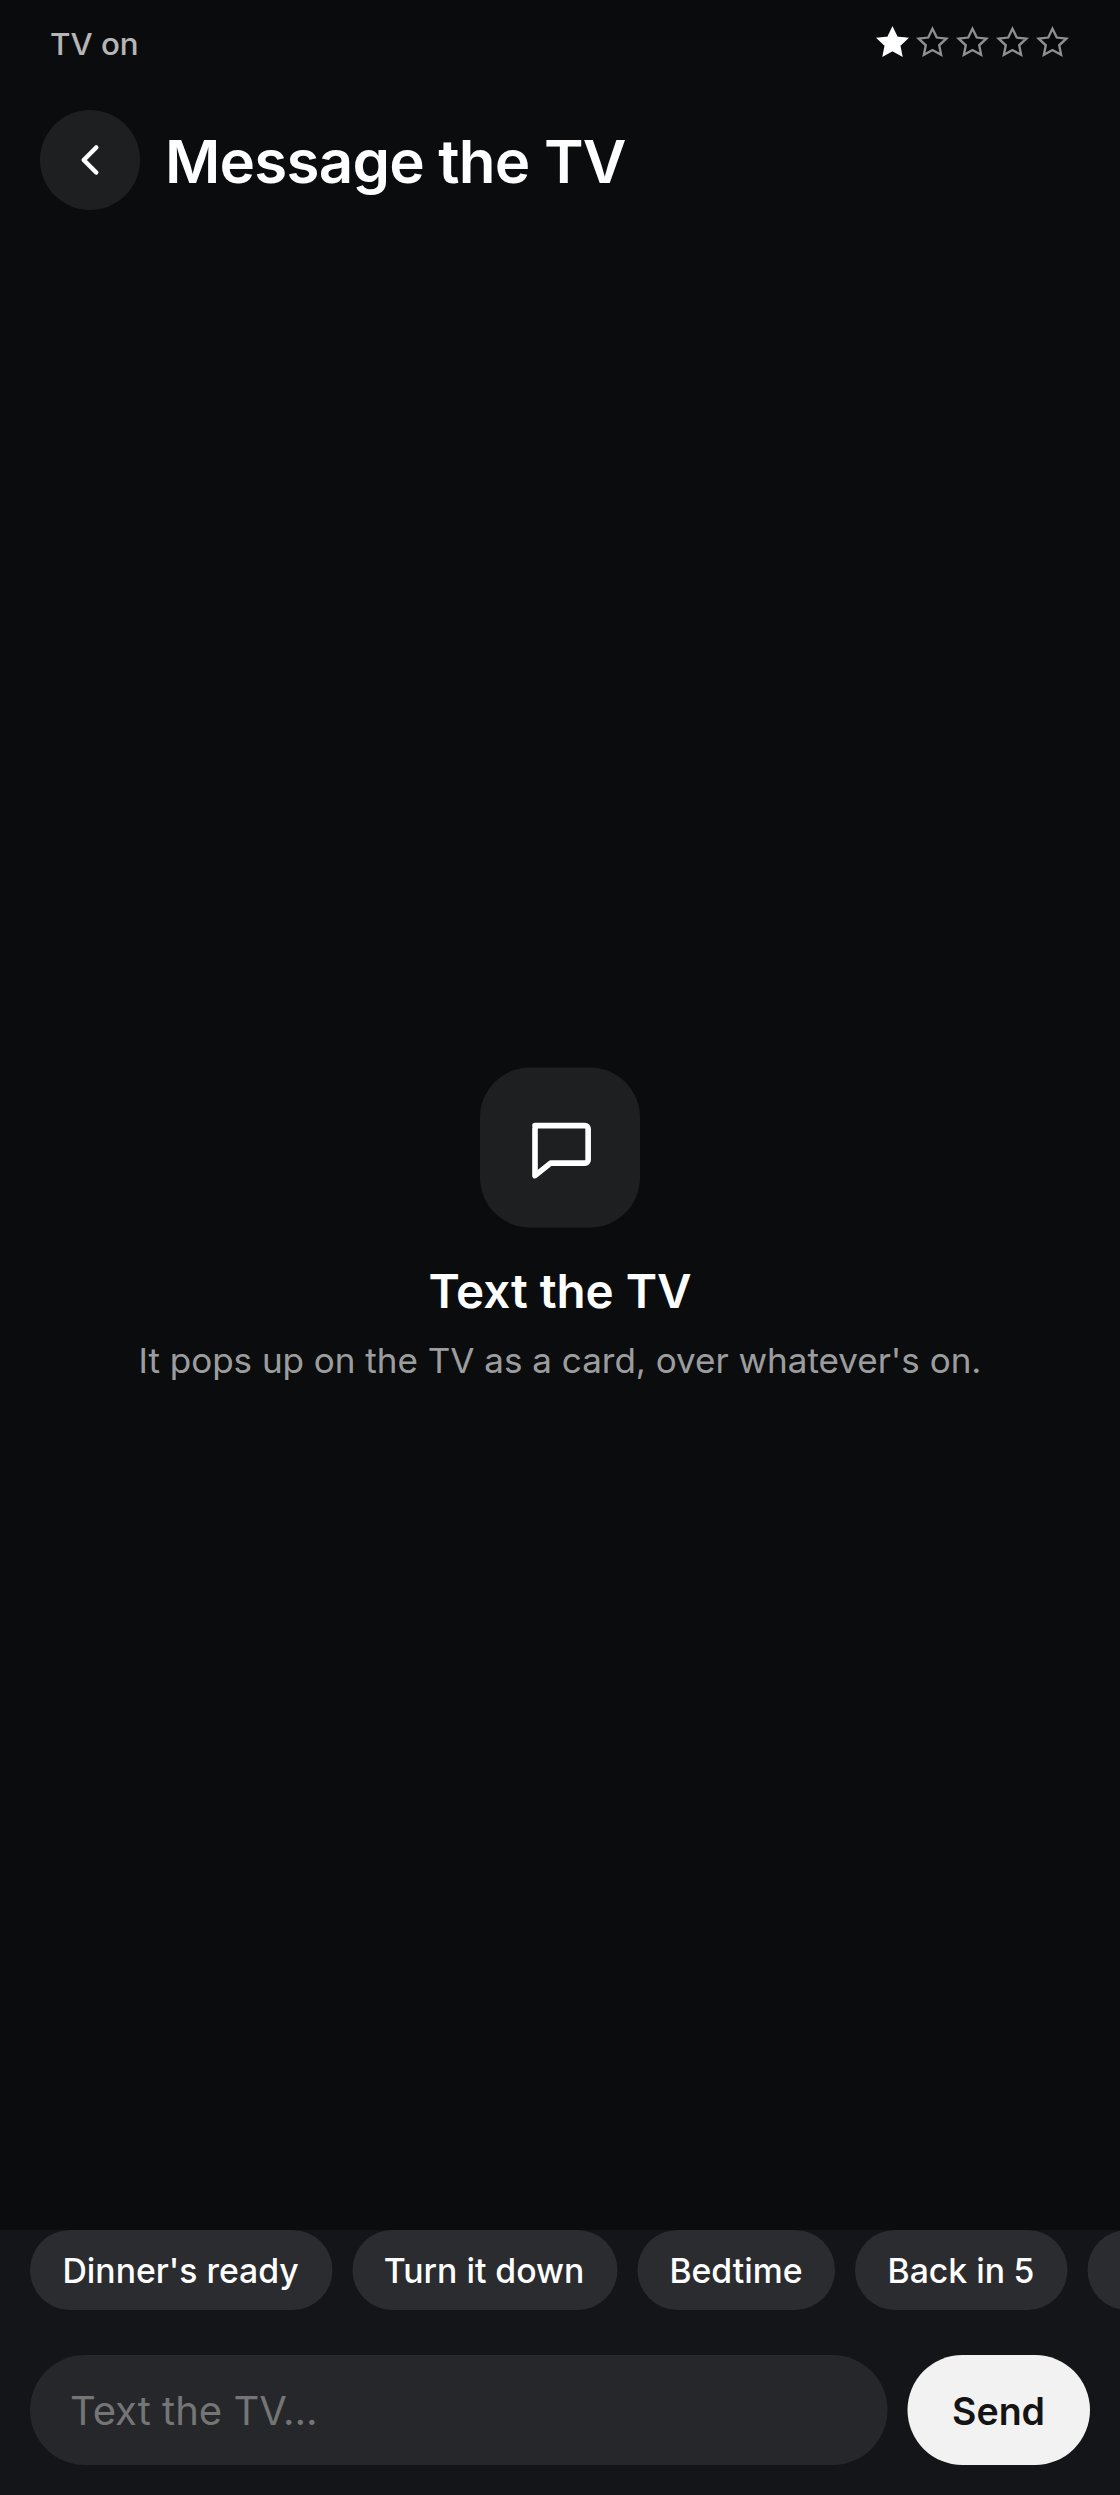 TV on
Message the TV
Text the TV
It pops up on the TV as a card, over whatever's on.
Dinner's ready
Turn it down
Bedtime
Back in 5
Text the TV...
Send